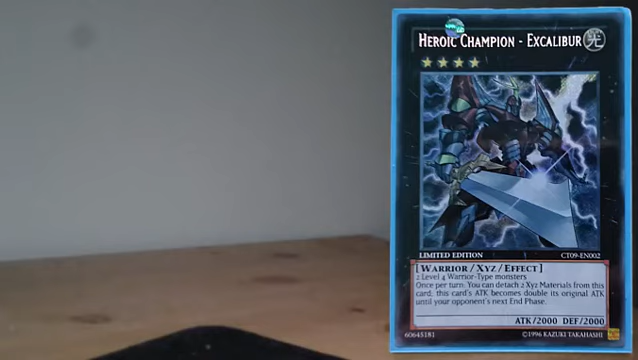 HEROIC CHAMPION - EXCALIBUR 光
LIMITED EDITION CT09-EN002
[WARRIOR/XYZ/EFFECT]
2 Level 4 Warrior-Type monsters
Once per turn: You can detach 2 Xyz Materials from this
card; this card's ATK becomes double its original ATK
until your opponent's next End Phase.
ATK/2000 DEF/2000
60645181 ©1996 KAZUKI TAKAHASHI